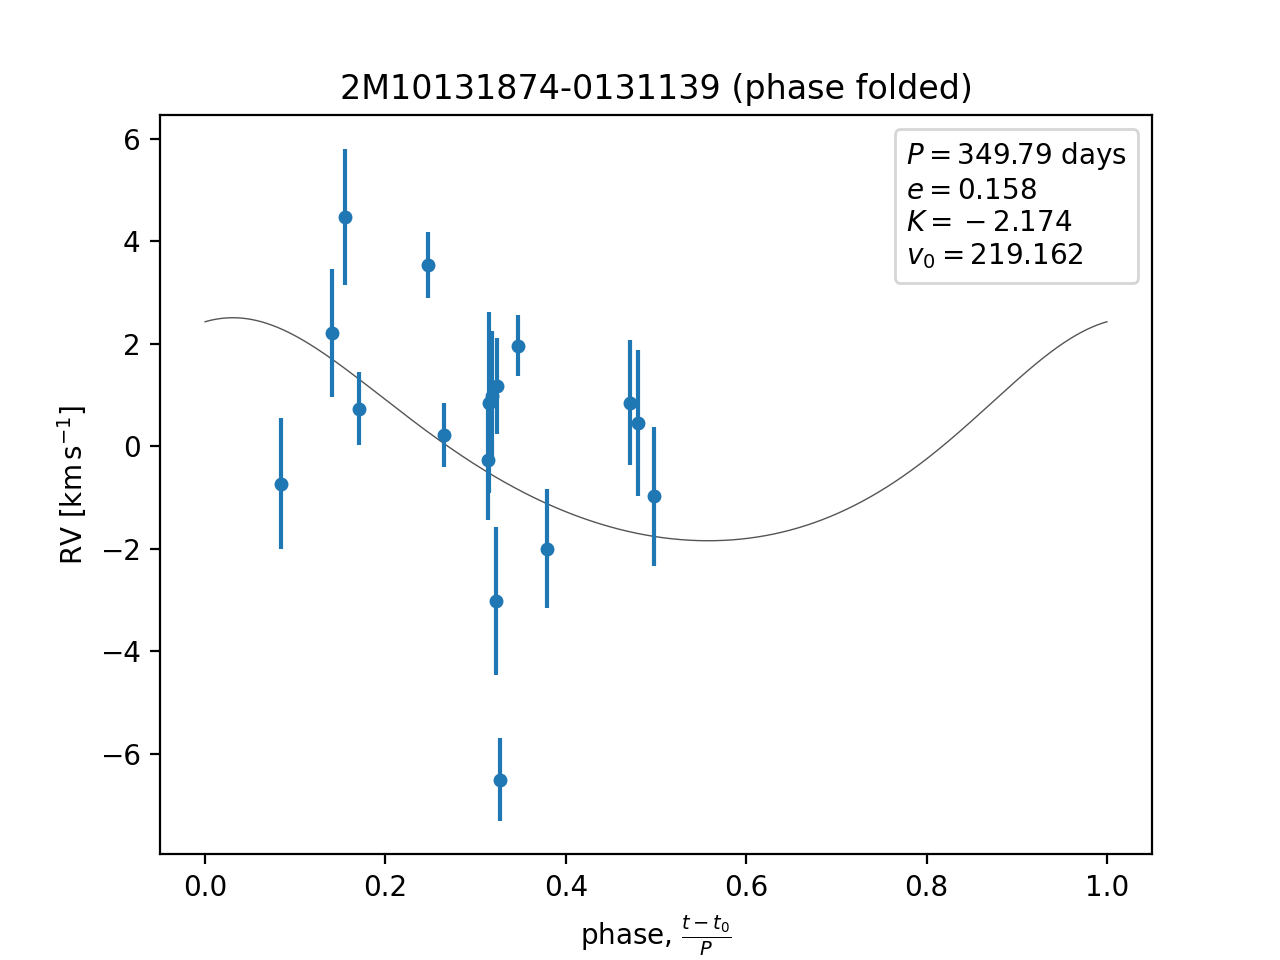 2M10131874-0131139 (phase folded)
P = 349.79 days
e = 0.158
K = −2.174
v₀ = 219.162
RV [km s⁻¹]
6
4
2
0
−2
−4
−6
0.0 0.2 0.4 0.6 0.8 1.0
phase, (t − t₀)/P